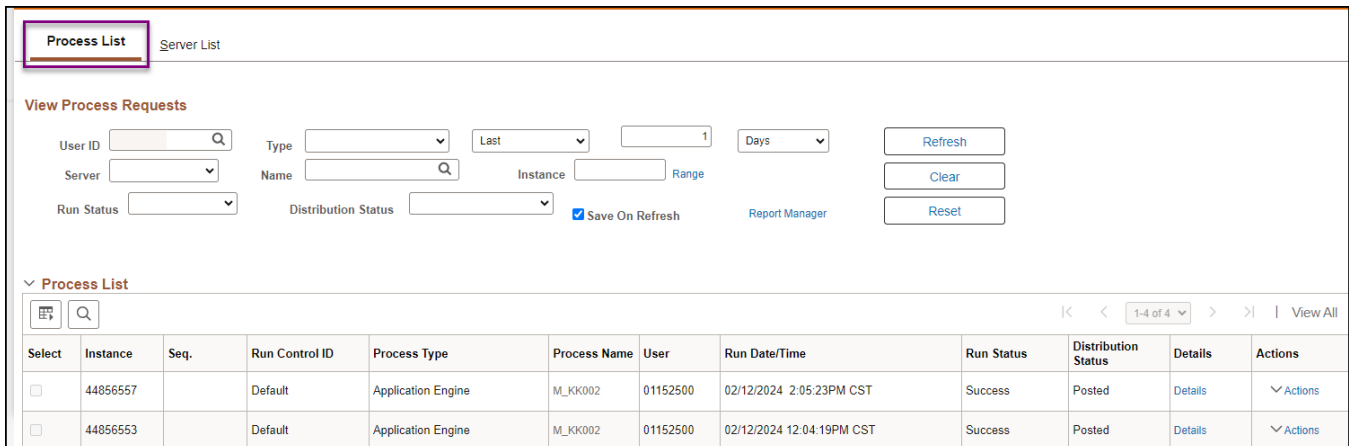 Process List Server List
View Process Requests
User ID Type Last 1 Days Refresh
Server Name Instance Range Clear
Run Status Distribution Status Save On Refresh Report Manager Reset
Process List
1-4 of 4 | View All
Select Instance Seq. Run Control ID Process Type Process Name User Run Date/Time Run Status Distribution Status Details Actions
44856557 Default Application Engine M_KK002 01152500 02/12/2024 2:05:23PM CST Success Posted Details Actions
44856553 Default Application Engine M_KK002 01152500 02/12/2024 12:04:19PM CST Success Posted Details Actions